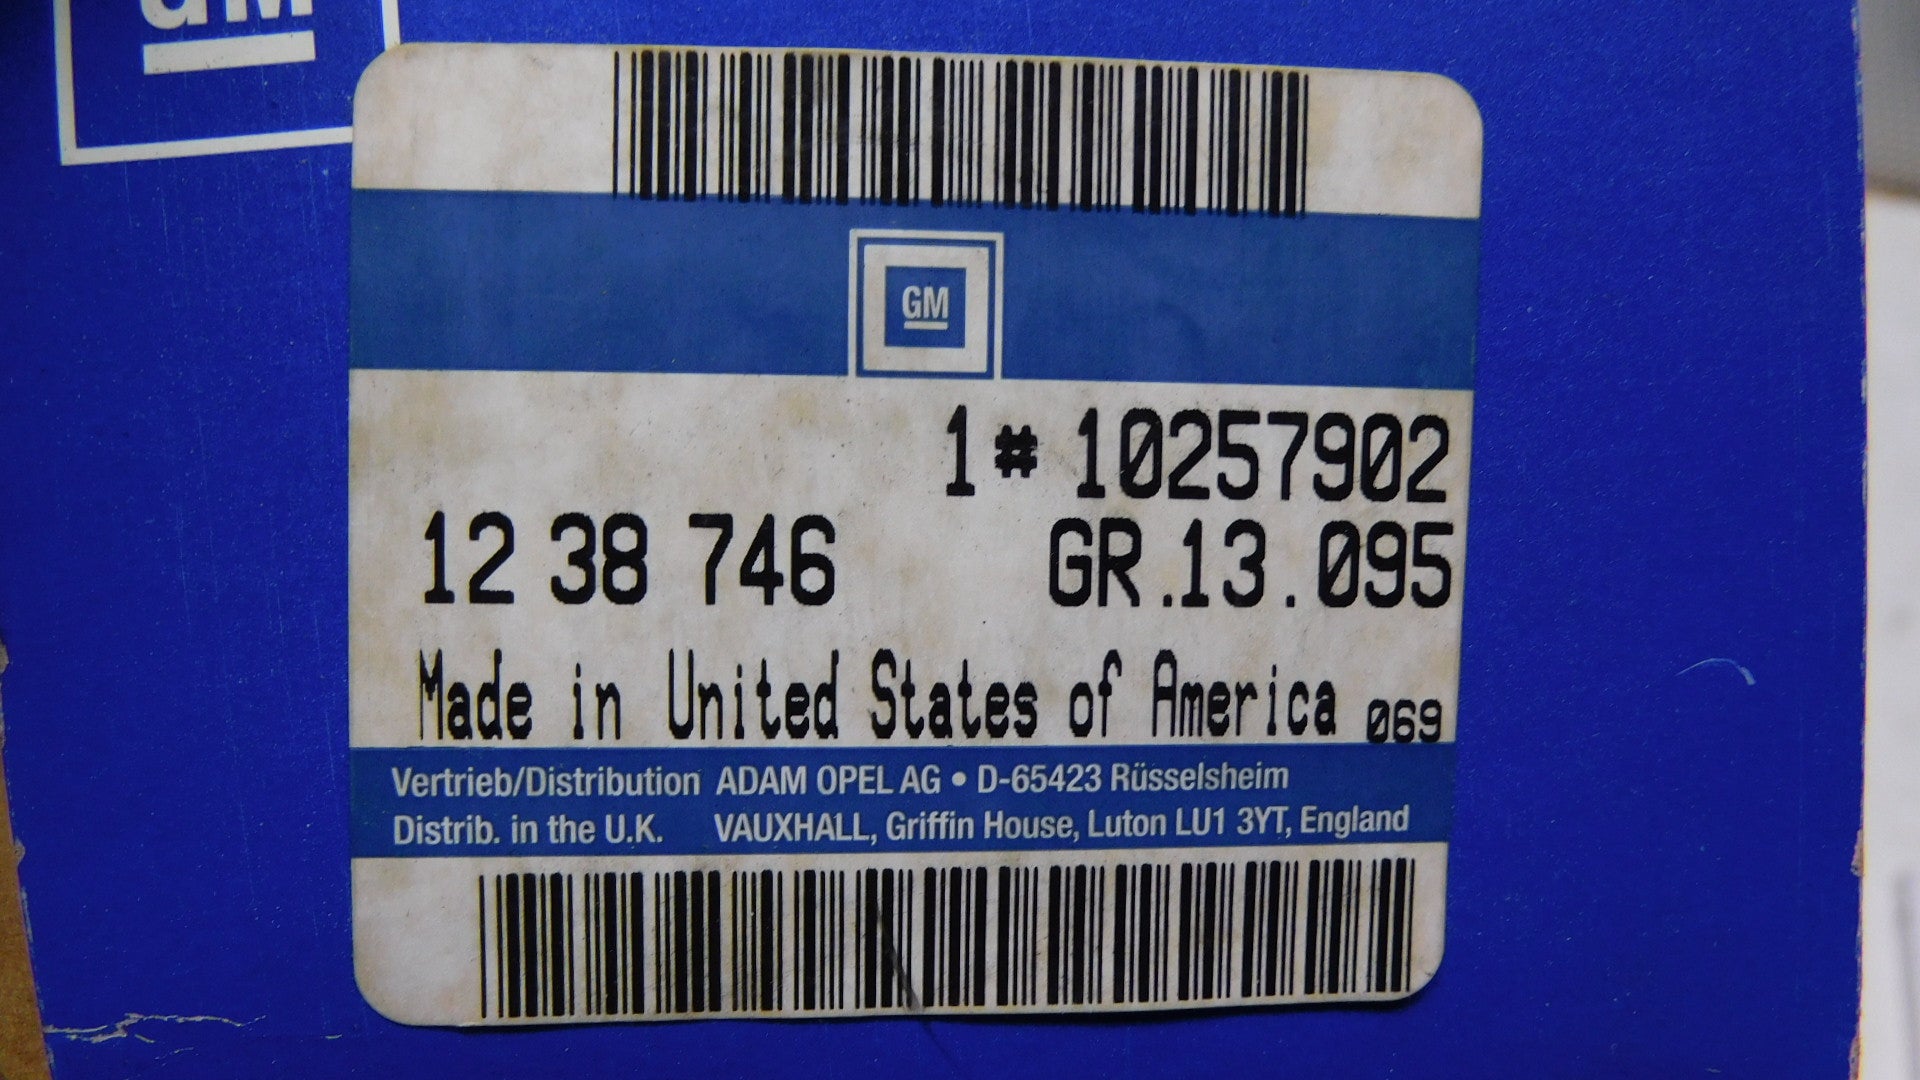 GM
GM
1# 10257902
12 38 746 GR.13.095
Made in United States of America 069
Vertrieb/Distribution ADAM OPEL AG • D-65423 Rüsselsheim
Distrib. in the U.K. VAUXHALL, Griffin House, Luton LU1 3YT, England